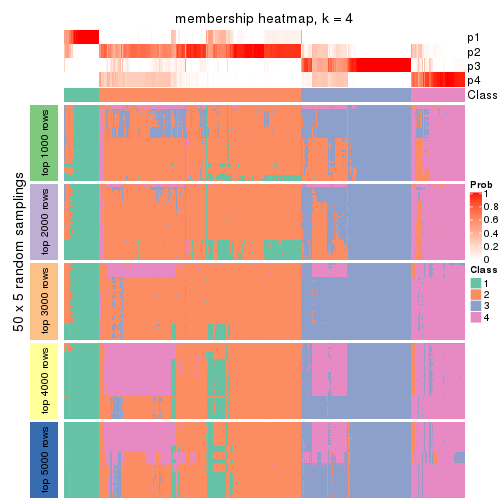 membership heatmap, k = 4
p1
p2
p3
p4
Class
50 x 5 random samplings
top 1000 rows
top 2000 rows
top 3000 rows
top 4000 rows
top 5000 rows
Prob
1
0.8
0.6
0.4
0.2
0
Class
1
2
3
4